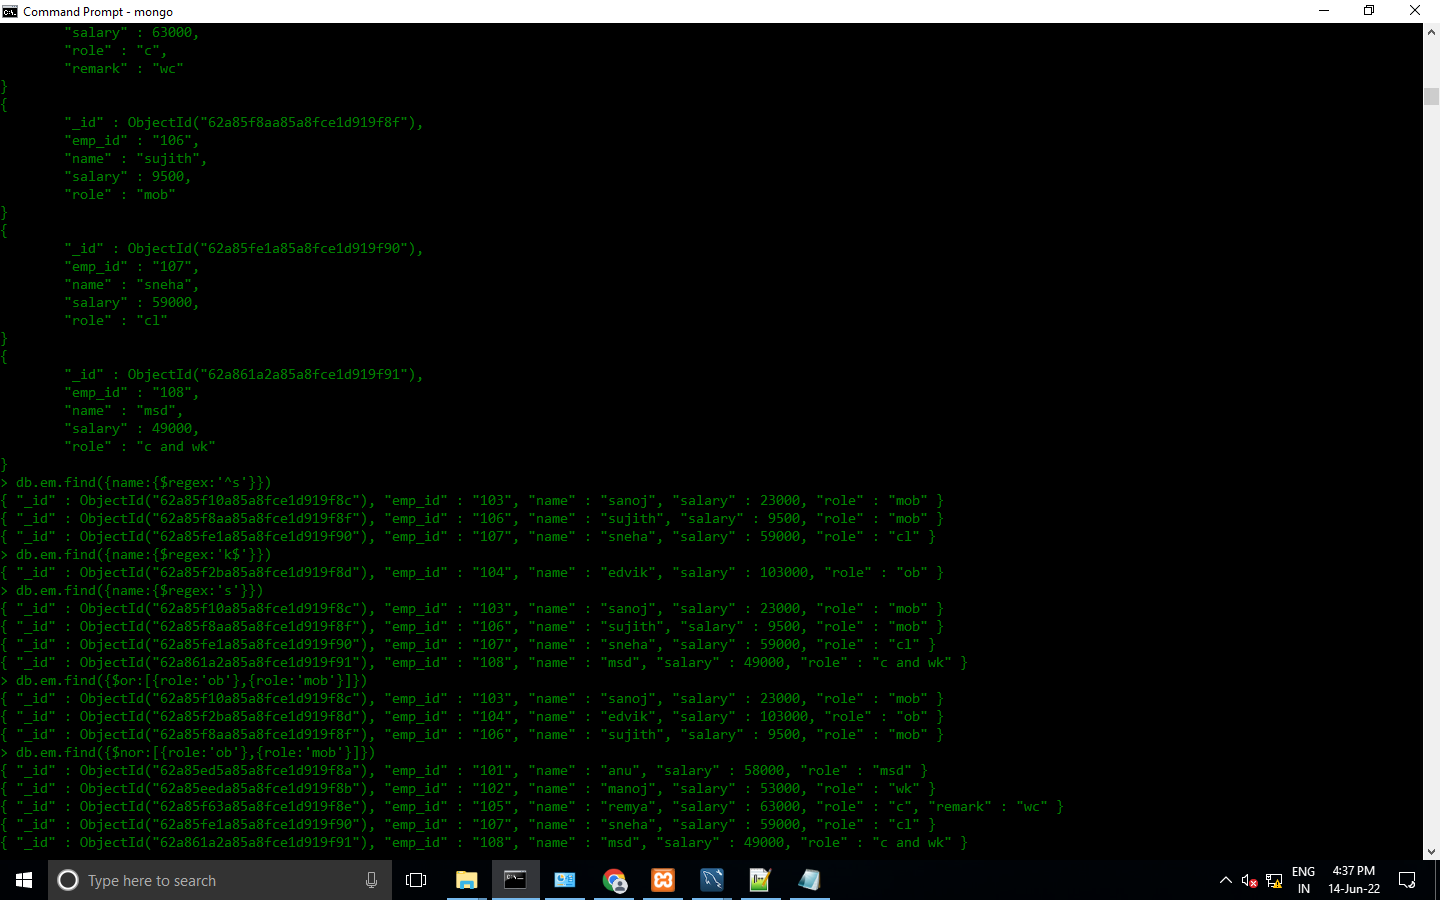 Command Prompt - mongo
"salary" : 63000,
"role" : "c",
"remark" : "wc"
}
{
"_id" : ObjectId("62a85f8aa85a8fce1d919f8f"),
"emp_id" : "106",
"name" : "sujith",
"salary" : 9500,
"role" : "mob"
}
{
"_id" : ObjectId("62a85fe1a85a8fce1d919f90"),
"emp_id" : "107",
"name" : "sneha",
"salary" : 59000,
"role" : "cl"
}
{
"_id" : ObjectId("62a861a2a85a8fce1d919f91"),
"emp_id" : "108",
"name" : "msd",
"salary" : 49000,
"role" : "c and wk"
}
> db.em.find({name:{$regex:'^s'}})
{ "_id" : ObjectId("62a85f10a85a8fce1d919f8c"), "emp_id" : "103", "name" : "sanoj", "salary" : 23000, "role" : "mob" }
{ "_id" : ObjectId("62a85f8aa85a8fce1d919f8f"), "emp_id" : "106", "name" : "sujith", "salary" : 9500, "role" : "mob" }
{ "_id" : ObjectId("62a85fe1a85a8fce1d919f90"), "emp_id" : "107", "name" : "sneha", "salary" : 59000, "role" : "cl" }
> db.em.find({name:{$regex:'k$'}})
{ "_id" : ObjectId("62a85f2ba85a8fce1d919f8d"), "emp_id" : "104", "name" : "edvik", "salary" : 103000, "role" : "ob" }
> db.em.find({name:{$regex:'s'}})
{ "_id" : ObjectId("62a85f10a85a8fce1d919f8c"), "emp_id" : "103", "name" : "sanoj", "salary" : 23000, "role" : "mob" }
{ "_id" : ObjectId("62a85f8aa85a8fce1d919f8f"), "emp_id" : "106", "name" : "sujith", "salary" : 9500, "role" : "mob" }
{ "_id" : ObjectId("62a85fe1a85a8fce1d919f90"), "emp_id" : "107", "name" : "sneha", "salary" : 59000, "role" : "cl" }
{ "_id" : ObjectId("62a861a2a85a8fce1d919f91"), "emp_id" : "108", "name" : "msd", "salary" : 49000, "role" : "c and wk" }
> db.em.find({$or:[{role:'ob'},{role:'mob'}]})
{ "_id" : ObjectId("62a85f10a85a8fce1d919f8c"), "emp_id" : "103", "name" : "sanoj", "salary" : 23000, "role" : "mob" }
{ "_id" : ObjectId("62a85f2ba85a8fce1d919f8d"), "emp_id" : "104", "name" : "edvik", "salary" : 103000, "role" : "ob" }
{ "_id" : ObjectId("62a85f8aa85a8fce1d919f8f"), "emp_id" : "106", "name" : "sujith", "salary" : 9500, "role" : "mob" }
> db.em.find({$nor:[{role:'ob'},{role:'mob'}]})
{ "_id" : ObjectId("62a85ed5a85a8fce1d919f8a"), "emp_id" : "101", "name" : "anu", "salary" : 58000, "role" : "msd" }
{ "_id" : ObjectId("62a85eeda85a8fce1d919f8b"), "emp_id" : "102", "name" : "manoj", "salary" : 53000, "role" : "wk" }
{ "_id" : ObjectId("62a85f63a85a8fce1d919f8e"), "emp_id" : "105", "name" : "remya", "salary" : 63000, "role" : "c", "remark" : "wc" }
{ "_id" : ObjectId("62a85fe1a85a8fce1d919f90"), "emp_id" : "107", "name" : "sneha", "salary" : 59000, "role" : "cl" }
{ "_id" : ObjectId("62a861a2a85a8fce1d919f91"), "emp_id" : "108", "name" : "msd", "salary" : 49000, "role" : "c and wk" }
Type here to search
ENG
IN
4:37 PM
14-Jun-22